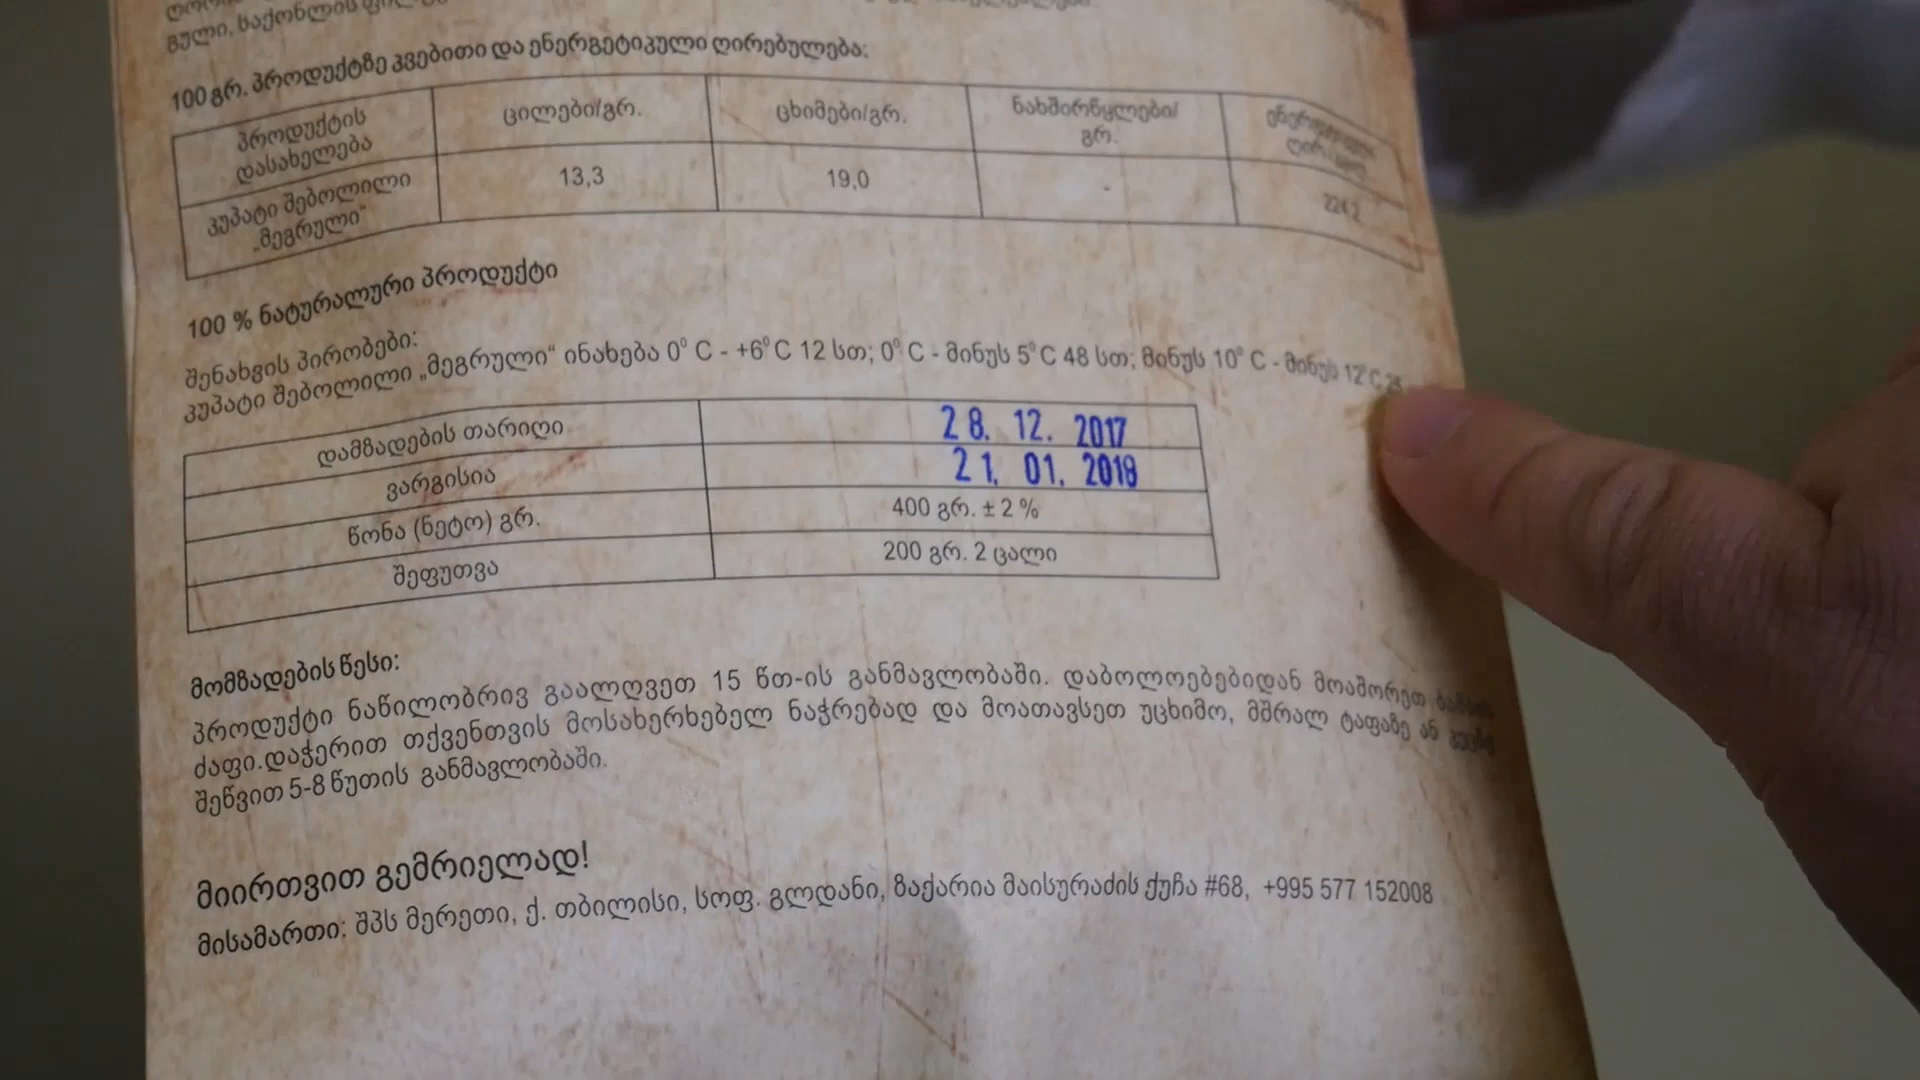 გული, საქონლის
100 გრ. პროდუქტზე კვებითი და ენერგეტიკული ღირებულება:
პროდუქტის დასახელება ცილები/გრ. ცხიმები/გრ. ნახშირწყლები/გრ.
კუპატი შებოლილი „მეგრული“ 13,3 19,0 -
100 % ნატურალური პროდუქტი
შენახვის პირობები:
კუპატი შებოლილი „მეგრული“ ინახება 0° C - +6° C 12 სთ; 0° C - მინუს 5° C 48 სთ; მინუს 10° C - მინუს 12° C
დამზადების თარიღი 28. 12. 2017
ვარგისია 21. 01. 2018
წონა (ნეტო) გრ. 400 გრ. ± 2 %
შეფუთვა 200 გრ. 2 ცალი
მომზადების წესი:
პროდუქტი ნაწილობრივ გაალღვეთ 15 წთ-ის განმავლობაში. დაბოლოებებიდან მოაშორეთ
ძაფი.დაჭერით თქვენთვის მოსახერხებელ ნაჭრებად და მოათავსეთ უცხიმო, მშრალ ტაფაზე ან
შეწვით 5-8 წუთის განმავლობაში.
მიირთვით გემრიელად!
მისამართი: შპს მერეთი, ქ. თბილისი, სოფ. გლდანი, ზაქარია მაისურაძის ქუჩა #68, +995 577 152008